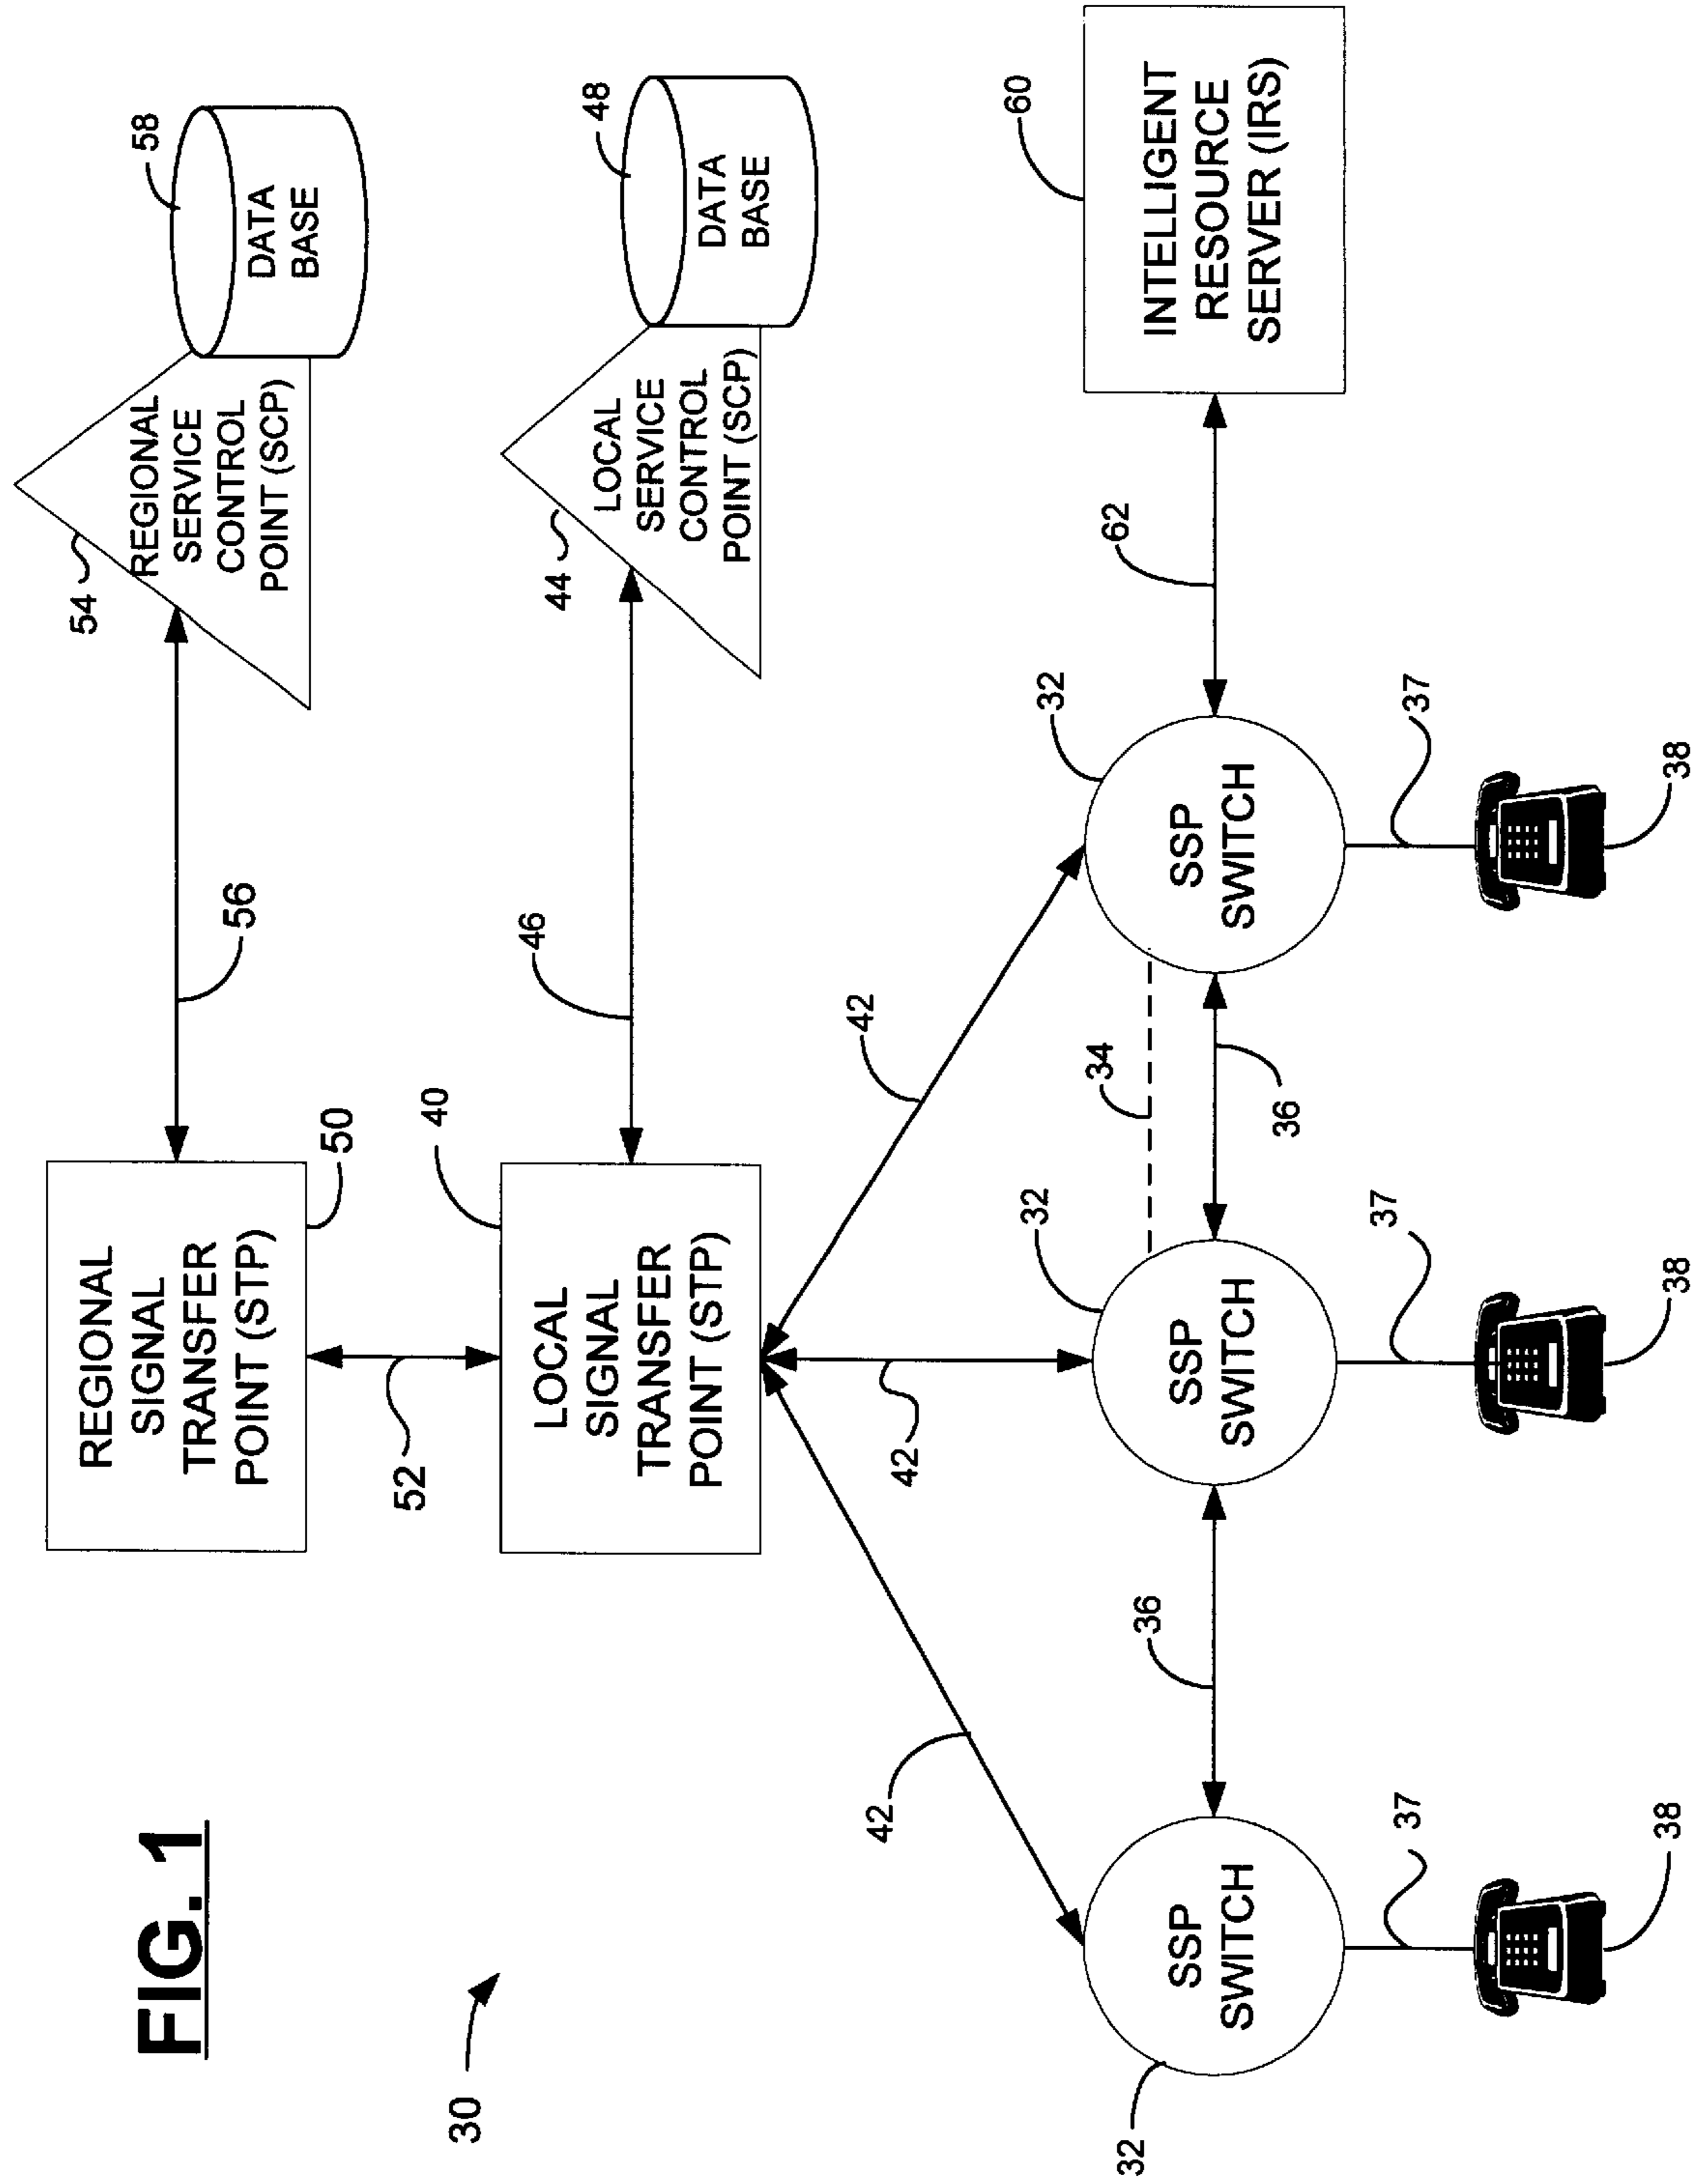 FIG. 1
30
REGIONAL
SIGNAL
TRANSFER
POINT (STP)
50
56
54
REGIONAL
SERVICE
CONTROL
POINT (SCP)
58
DATA
BASE
52
LOCAL
SIGNAL
TRANSFER
POINT (STP)
40
46
44
LOCAL
SERVICE
CONTROL
POINT (SCP)
48
DATA
BASE
42
42
42
32
SSP
SWITCH
36
32
SSP
SWITCH
34
36
32
SSP
SWITCH
62
60
INTELLIGENT
RESOURCE
SERVER (IRS)
37
37
37
38
38
38